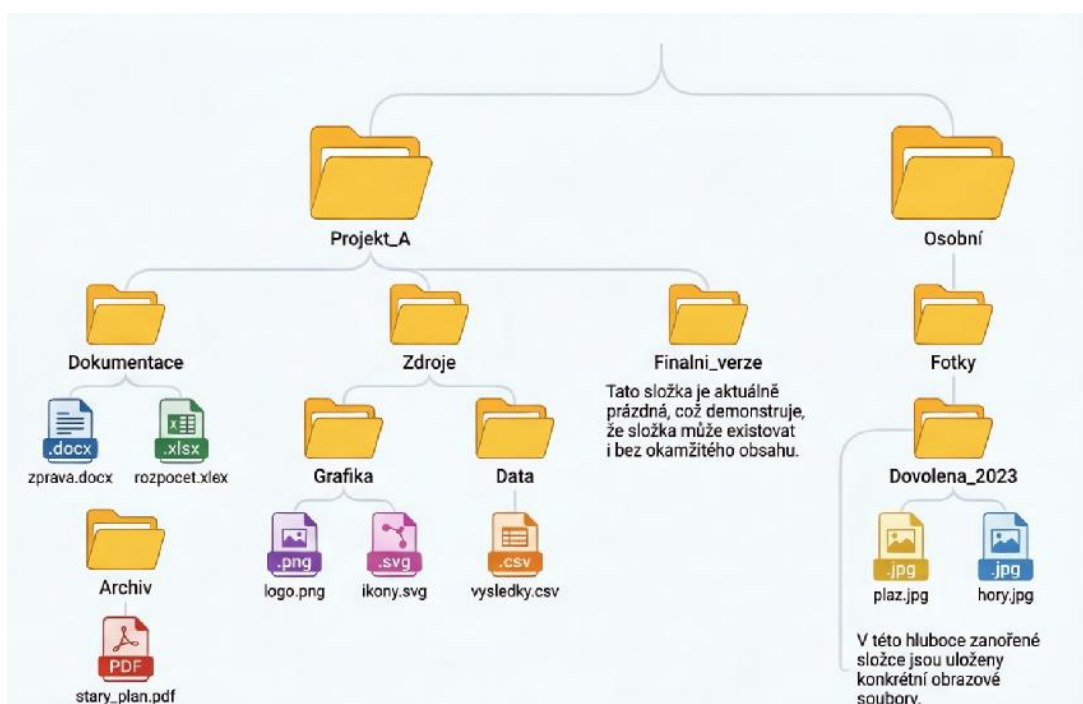 Projekt_A
Osobní
Dokumentace
Zdroje
Finalni_verze
Fotky
Tato složka je aktuálně
prázdná, což demonstruje,
že složka může existovat
i bez okamžitého obsahu.
.docx
zprava.docx
.xlsx
rozpocet.xlex
Grafika
Data
Dovolena_2023
Archiv
.png
logo.png
.svg
ikony.svg
.csv
vysledky.csv
.jpg
plaz.jpg
.jpg
hory.jpg
PDF
stary_plan.pdf
V této hluboce zanořené
složce jsou uloženy
konkrétní obrazové
soubory.